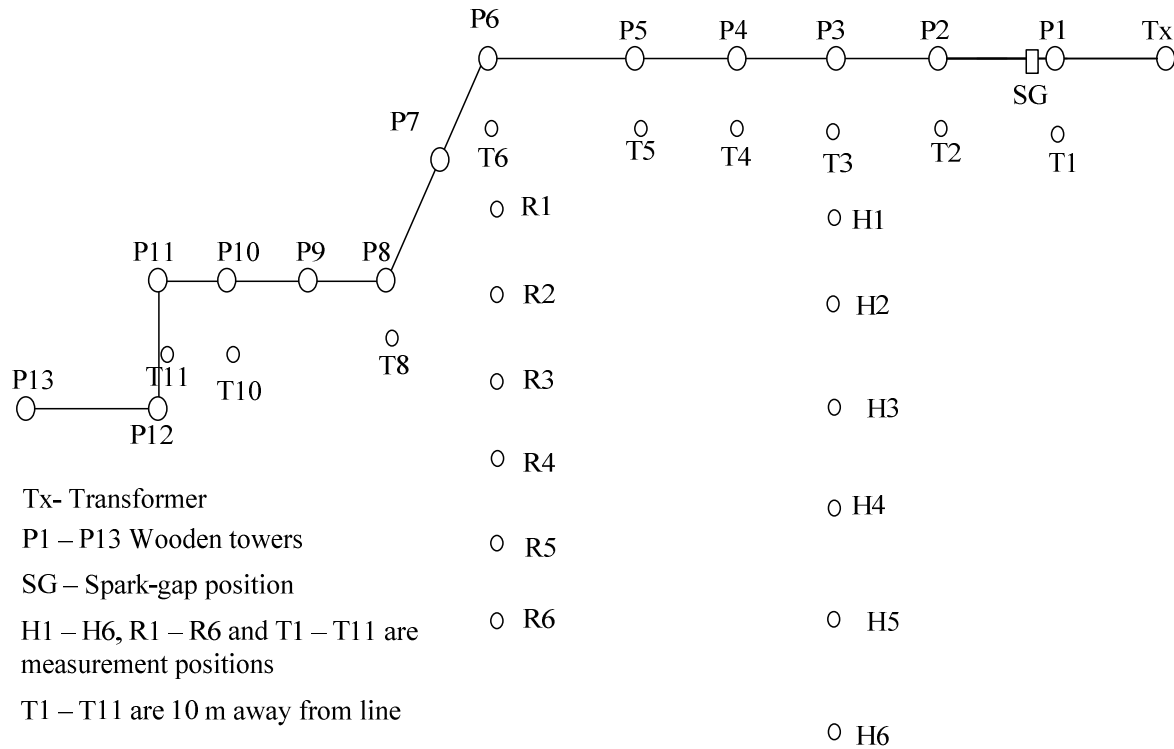 P6
P5
P4
P3
P2
P1
Tx
SG
P7
T6
T5
T4
T3
T2
T1
R1
H1
P11
P10
P9
P8
R2
H2
T8
T11
T10
R3
H3
P13
P12
R4
H4
R5
R6
H5
H6
Tx- Transformer
P1 – P13 Wooden towers
SG – Spark-gap position
H1 – H6, R1 – R6 and T1 – T11 are
measurement positions
T1 – T11 are 10 m away from line